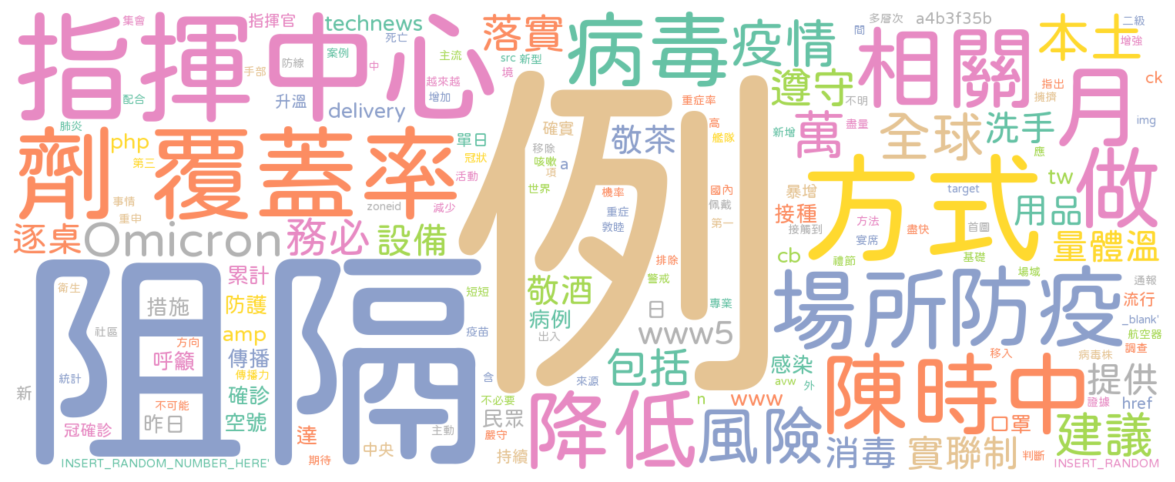 指揮中心
集會
指揮官
technews
死亡
案例
防線
中
手部
配合
升溫
delivery
主流
越來越
增加
落實
src
新型
境
病毒
疫情
重症率
遵守
不明
多層次
a4b3f35b
間
相關
本土
二級
增強
ck
指出
擁擠
img
月
肺炎
php
第三
劑
覆蓋率
單日
冠狀
活動
減少
zoneid
事情
重申
確實
移除
咳嗽
項
a
世界
敬茶
高
艦隊
新增
盡量
萬
全球
洗手
應
機率
國內
佩戴
重症
敦睦
第一
暴增
接種
接觸到
target
方法
盡快
宴席
首圖
禮節
基礎
方式
tw
用品
做
逐桌
Omicron
務必
設備
量體溫
cb
場域
通報
阻隔
例
衛生
累計
措施
防護
社區
amp
方向
呼籲
傳播
傳播力
統計
不可能
確診
新
昨日
空號
冠確診
INSERT_RANDOM_NUMBER_HERE'
短短
疫苗
含
不必要
主動
達
中央
期待
嚴守
民眾
持續
敬酒
病例
出入
日
排除
警戒
專業
www5
來源
包括
n
www
感染
avw
外
場所
防疫
流行
_blank'
航空器
調查
移入
病毒株
證據
陳時中
提供
href
口罩
降低
風險
消毒
實聯制
判斷
建議
INSERT_RANDOM